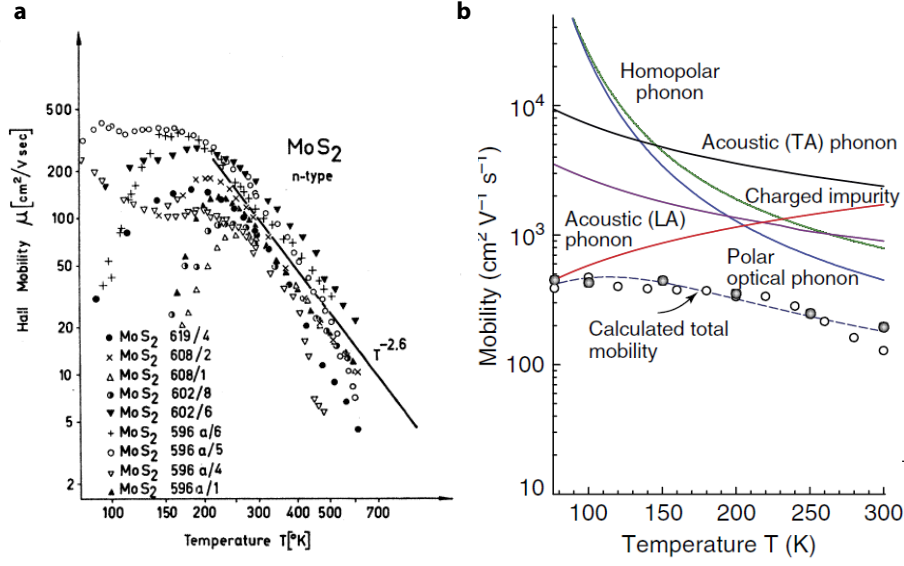 a
Hall Mobility μ [cm²/v sec]
500
200
100
50
20
10
5
2
MoS₂
n-type
T⁻²·⁶
● MoS₂ 619/4
× MoS₂ 608/2
△ MoS₂ 608/1
◑ MoS₂ 602/8
▼ MoS₂ 602/6
+ MoS₂ 596 a/6
○ MoS₂ 596 a/5
▽ MoS₂ 596 a/4
▲ MoS₂ 596 a/1
100 150 200 300 400 500 700
Temperature T[°K]
b
Mobility (cm² V⁻¹ s⁻¹)
10⁴
10³
100
10
Homopolar
phonon
Acoustic (TA) phonon
Charged impurity
Acoustic (LA)
phonon
Polar
optical phonon
Calculated total
mobility
100 150 200 250 300
Temperature T (K)